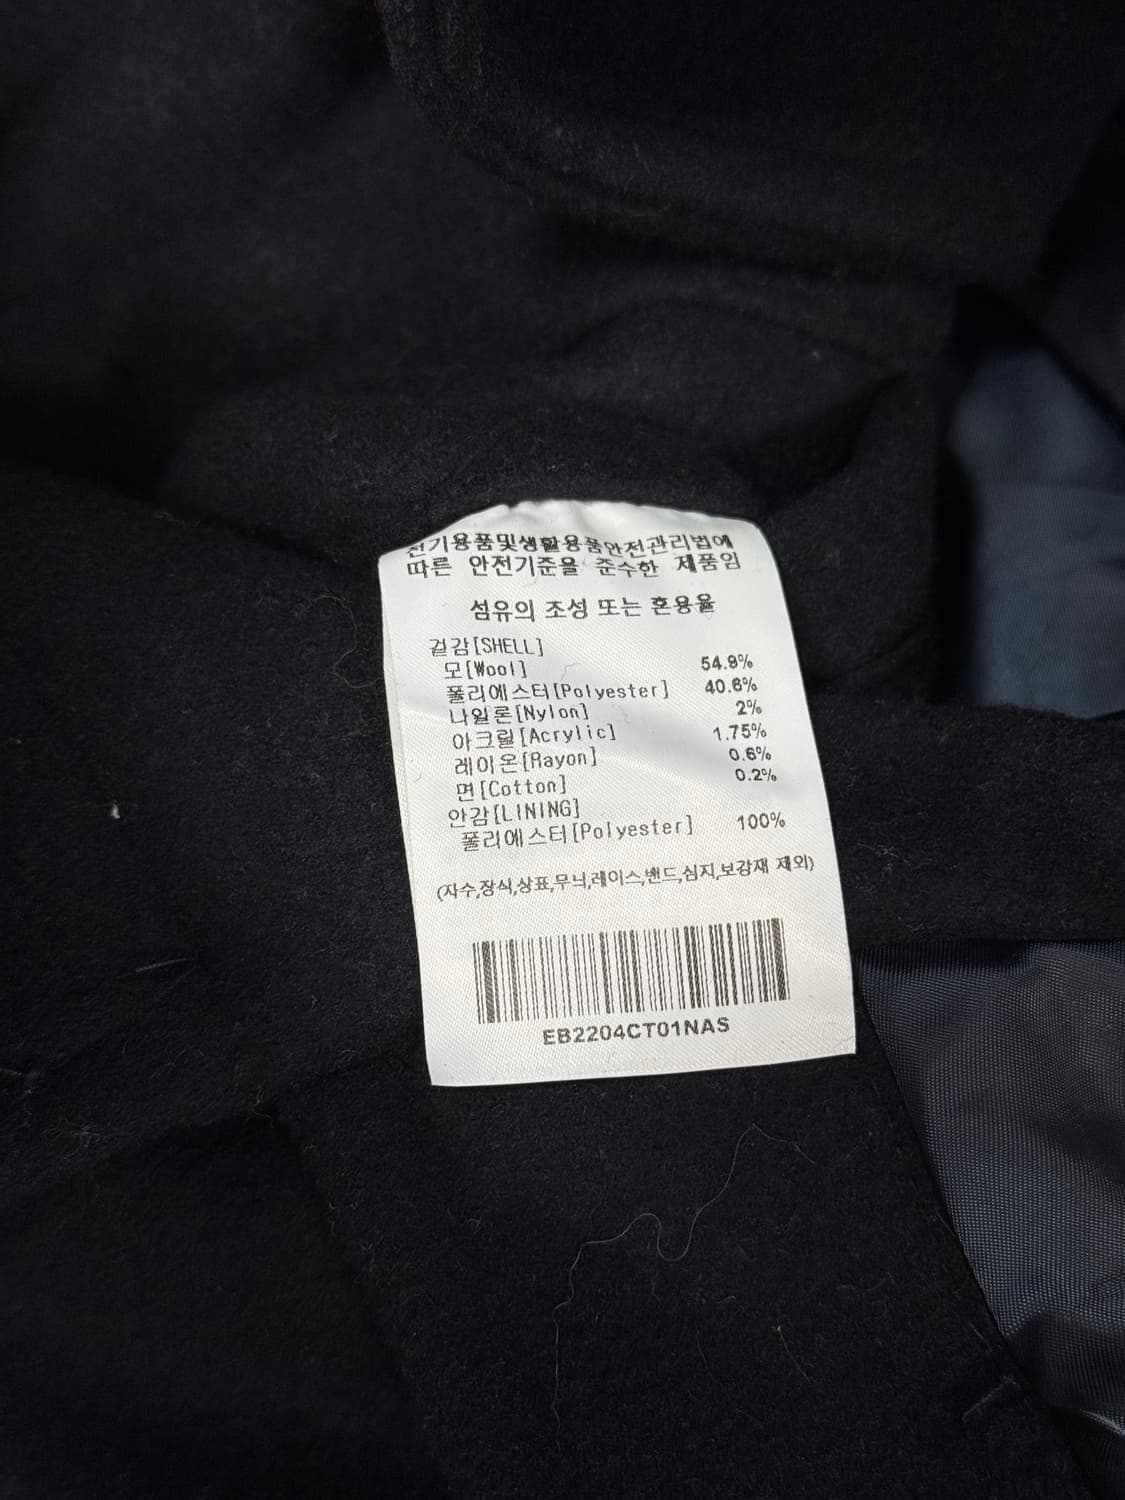 전기용품및생활용품안전관리법에
따른 안전기준을 준수한 제품임
섬유의 조성 또는 혼용율
겉감[SHELL]
모[Wool] 54.9%
폴리에스터[Polyester] 40.6%
나일론[Nylon] 2%
아크릴[Acrylic] 1.75%
레이온[Rayon] 0.6%
면[Cotton] 0.2%
안감[LINING]
폴리에스터[Polyester] 100%
(자수,장식,상표,무늬,레이스,밴드,심지,보강재 제외)
EB2204CT01NAS